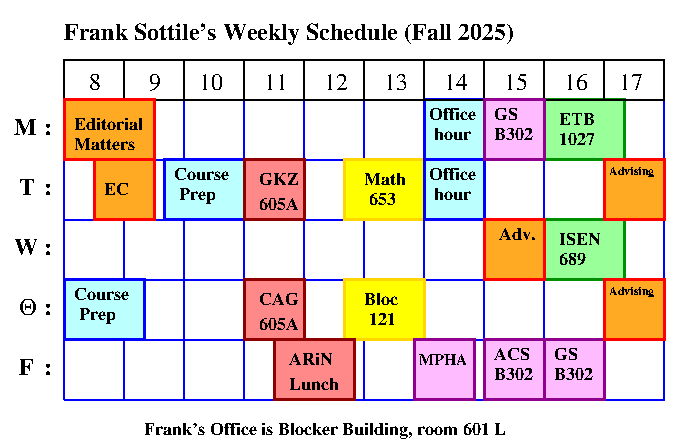 Frank Sottile's Weekly Schedule (Fall 2025)
8 9 10 11 12 13 14 15 16 17
M : Editorial Matters Office hour GS B302 ETB 1027
T : EC Course Prep GKZ 605A Math 653 Office hour Advising
W : Adv. ISEN 689
Θ : Course Prep CAG 605A Bloc 121 Advising
F : ARiN Lunch MPHA ACS B302 GS B302
Frank's Office is Blocker Building, room 601 L